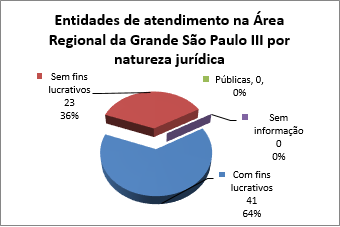 Entidades de atendimento na Área
Regional da Grande São Paulo III por
natureza jurídica
Sem fins
lucrativos
23
36%
Públicas, 0,
0%
Sem
informação
0
0%
Com fins
lucrativos
41
64%